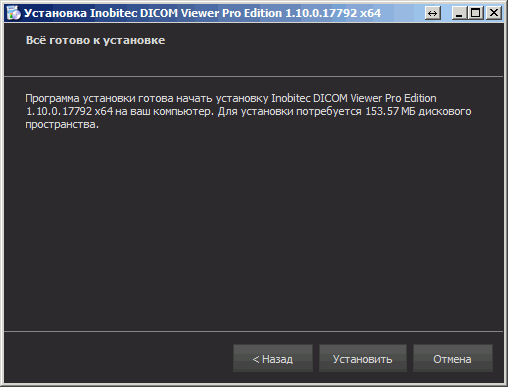 Установка Inobitec DICOM Viewer Pro Edition 1.10.0.17792 x64
Всё готово к установке
Программа установки готова начать установку Inobitec DICOM Viewer Pro Edition
1.10.0.17792 x64 на ваш компьютер. Для установки потребуется 153.57 МБ дискового
пространства.
< Назад Установить Отмена